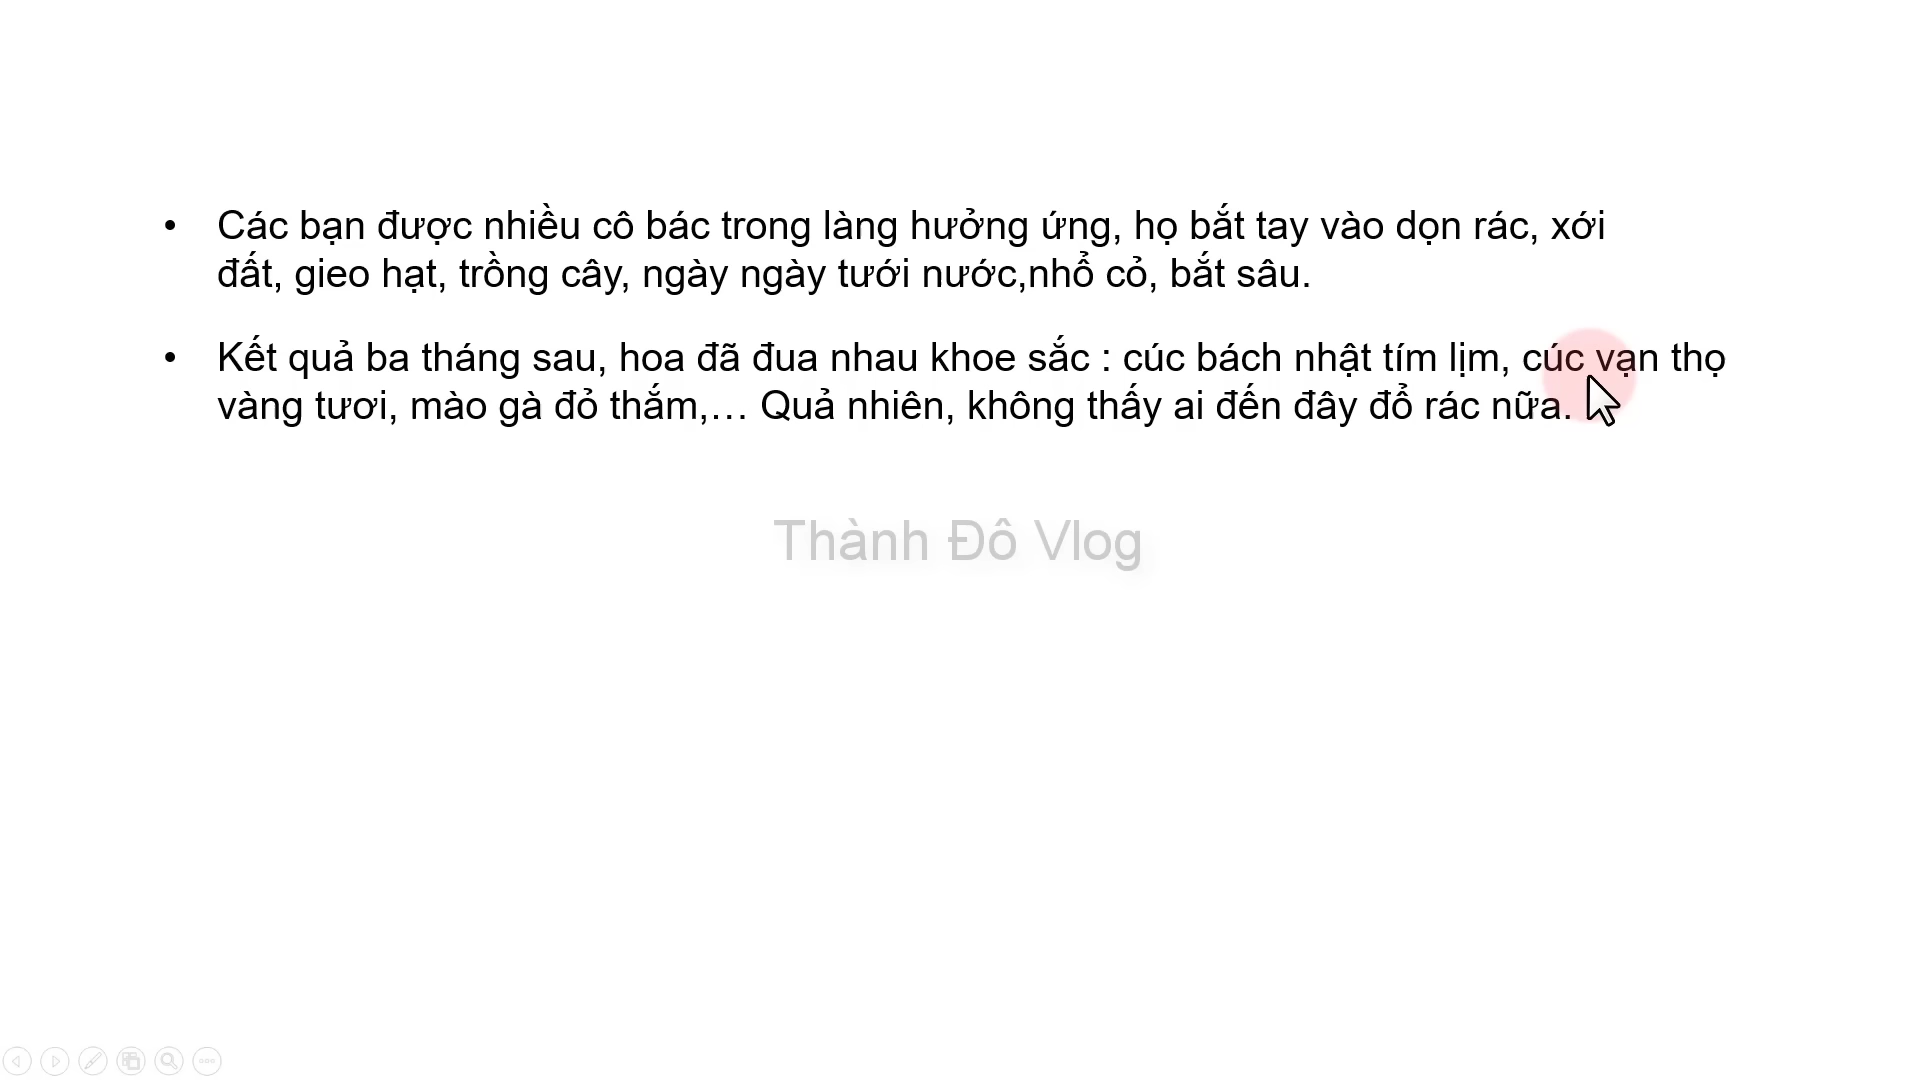 • Các bạn được nhiều cô bác trong làng hưởng ứng, họ bắt tay vào dọn rác, xới
đất, gieo hạt, trồng cây, ngày ngày tưới nước,nhổ cỏ, bắt sâu.
• Kết quả ba tháng sau, hoa đã đua nhau khoe sắc : cúc bách nhật tím lịm, cúc vạn thọ
vàng tươi, mào gà đỏ thắm,… Quả nhiên, không thấy ai đến đây đổ rác nữa.
Thành Đô Vlog